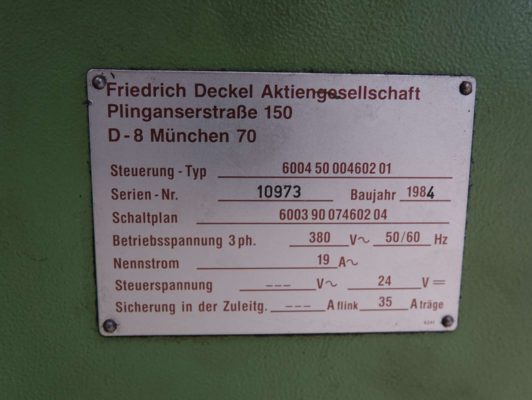 Friedrich Deckel Aktiengesellschaft
Plinganserstraße 150
D-8 München 70
Steuerung-Typ 6004 50 004602 01
Serien-Nr. 10973 Baujahr 1984
Schaltplan 6003 90 074602 04
Betriebsspannung 3 ph. 380 V~ 50/60 Hz
Nennstrom 19 A~
Steuerspannung --- V~ 24 V⎓
Sicherung in der Zuleitg. --- A flink 35 A träge